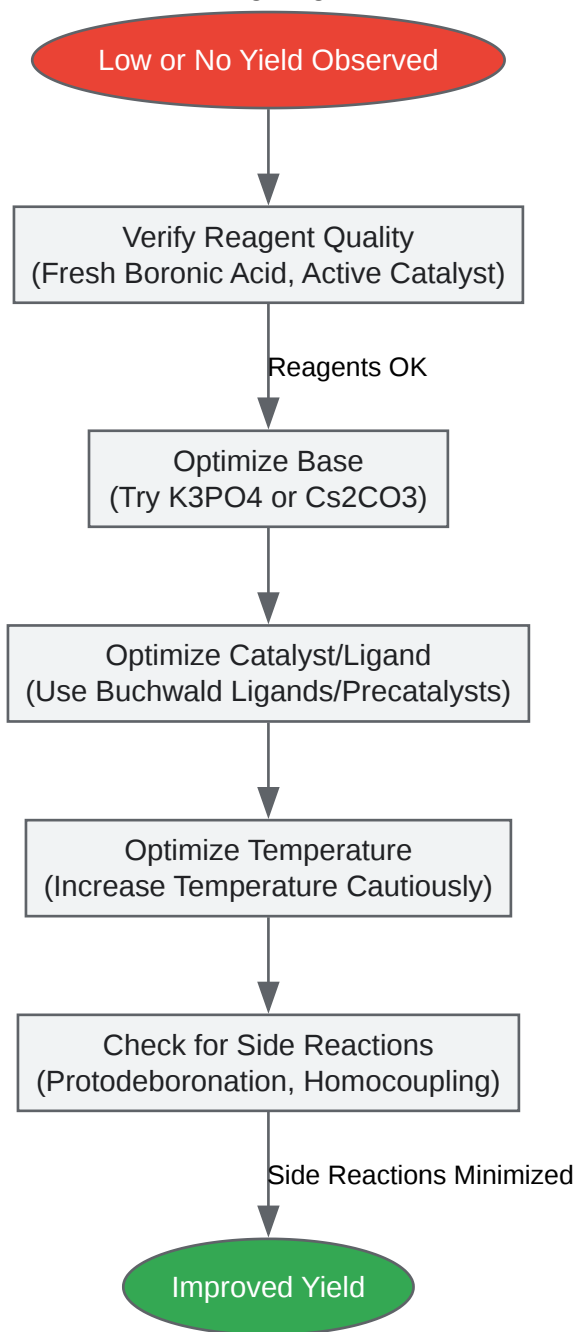 Low or No Yield Observed
Verify Reagent Quality
(Fresh Boronic Acid, Active Catalyst)
Reagents OK
Optimize Base
(Try K3PO4 or Cs2CO3)
Optimize Catalyst/Ligand
(Use Buchwald Ligands/Precatalysts)
Optimize Temperature
(Increase Temperature Cautiously)
Check for Side Reactions
(Protodeboronation, Homocoupling)
Side Reactions Minimized
Improved Yield